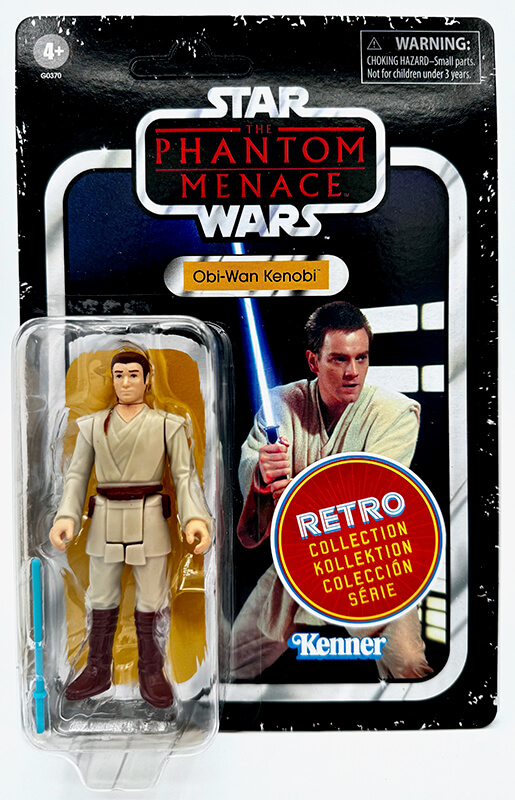 4+
G0370
⚠ WARNING:
CHOKING HAZARD–Small parts.
Not for children under 3 years.
STAR
THE
PHANTOM
MENACE™
WARS
Obi-Wan Kenobi™
RETRO
COLLECTION
KOLLEKTION
COLECCIÓN
SÉRIE
Kenner